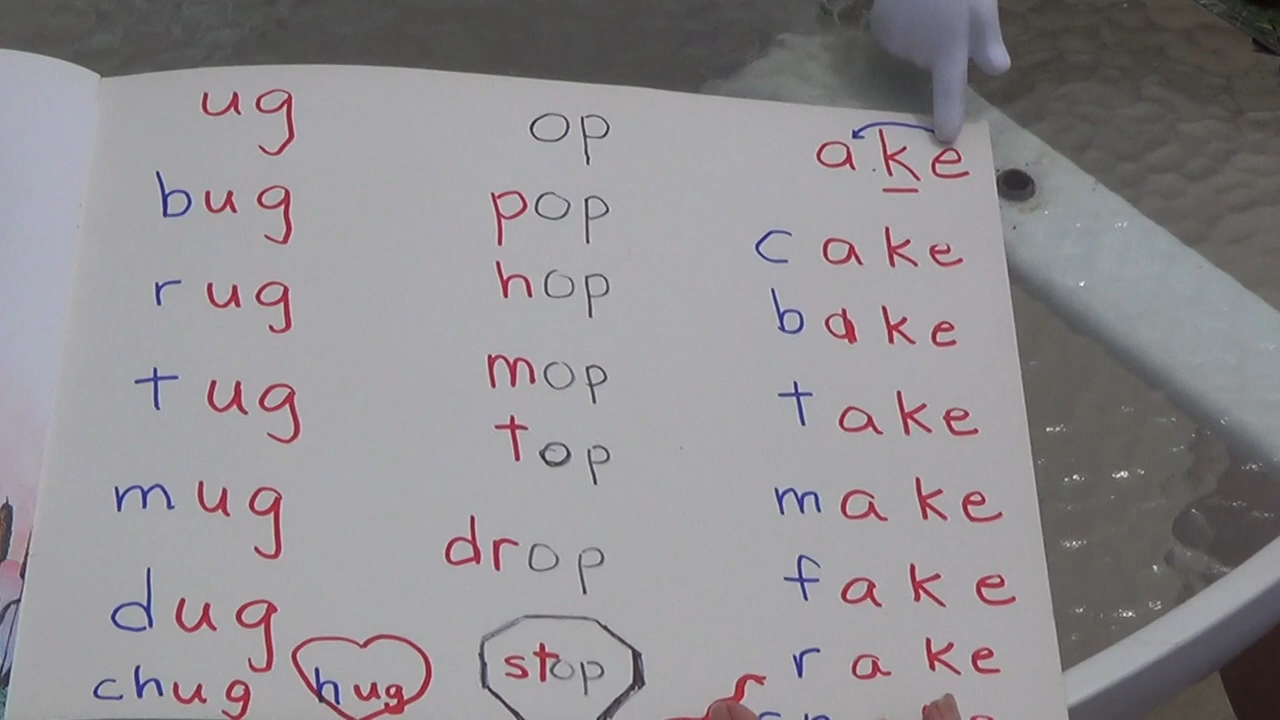 ug
bug
rug
tug
mug
dug
chug
hug
op
pop
hop
mop
top
drop
stop
ake
cake
bake
take
make
fake
rake